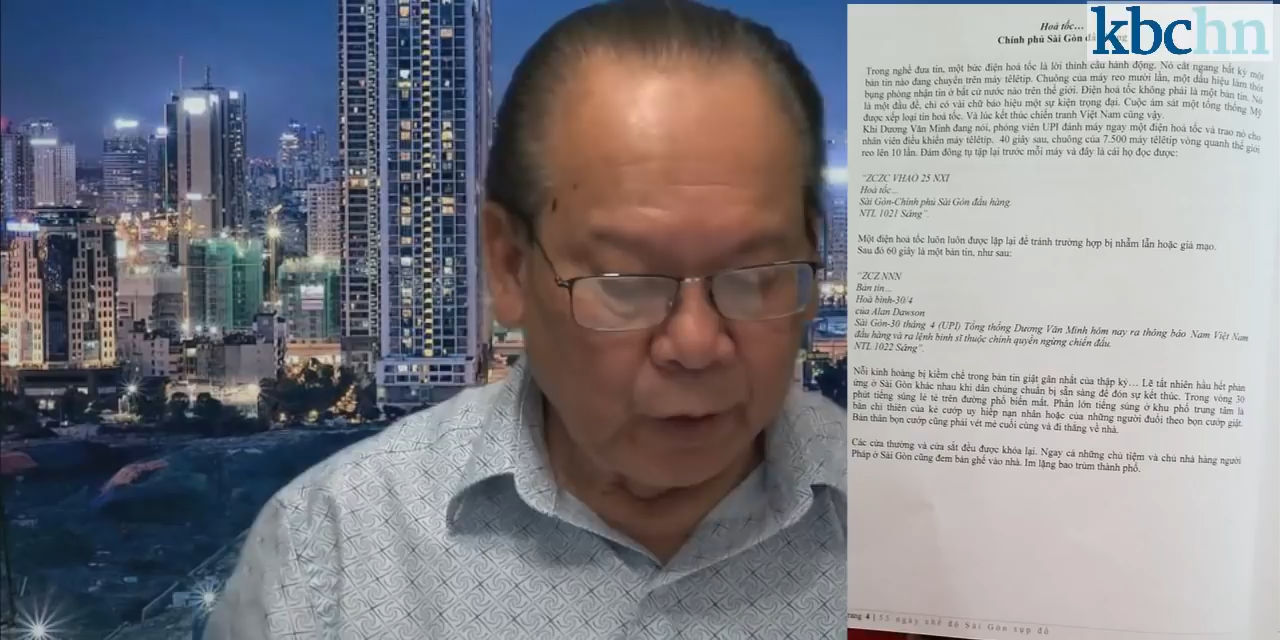 kbchn
Hoả tốc…
Chính phủ Sài Gòn
Trong nghề đưa tin, một bức điện hoả tốc là lời thỉnh cầu hành động. Nó cắt ngang bất kỳ một
bản tin nào đang chuyển trên máy têlêtip. Chuông của máy reo mười lần, một dấu hiệu làm thót
bụng phòng nhận tin ở bất cứ nước nào trên thế giới. Điện hoả tốc không phải là một bản tin. Nó
là một đầu đề, chỉ có vài chữ báo hiệu một sự kiện trọng đại. Cuộc ám sát một tổng thống Mỹ
được xếp loại tin hoả tốc. Và lúc kết thúc chiến tranh Việt Nam cũng vậy.
Khi Dương Văn Minh đang nói, phóng viên UPI đánh máy ngay một điện hoả tốc và trao nó cho
nhân viên điều khiển máy têlêtip. 40 giây sau, chuông của 7.500 máy têlêtip vòng quanh thế giới
reo lên 10 lần. Đám đông tụ tập lại trước mỗi máy và đây là cái họ đọc được:
"ZCZC VHAO 25 NXI
Hoả tốc...
Sài Gòn-Chính phủ Sài Gòn đầu hàng.
NTL 1021 Sáng".
Một điện hoả tốc luôn luôn được lặp lại để tránh trường hợp bị nhầm lẫn hoặc giả mạo.
Sau đó 60 giây là một bản tin, như sau:
"ZCZ NNN
Bản tin...
Hoà bình-30/4
của Alan Dawson
Sài Gòn-30 tháng 4 (UPI) Tổng thống Dương Văn Minh hôm nay ra thông báo Nam Việt Nam
đầu hàng và ra lệnh binh sĩ thuộc chính quyền ngừng chiến đấu.
NTL 1022 Sáng".
Nỗi kinh hoàng bị kiềm chế trong bản tin giật gân nhất của thập kỷ… Lẽ tất nhiên hầu hết phản
ứng ở Sài Gòn khác nhau khi dân chúng chuẩn bị sẵn sàng để đón sự kết thúc. Trong vòng 30
phút tiếng súng lẻ tẻ trên đường phố biến mất. Phần lớn tiếng súng ở khu phố trung tâm là
bắn chỉ thiên của kẻ cướp uy hiếp nạn nhân hoặc của những người đuổi theo bọn cướp giật.
Bản thân bọn cướp cũng phải vét mẻ cuối cùng và đi thẳng về nhà.
Các cửa thường và cửa sắt đều được khóa lại. Ngay cả những chủ tiệm và chủ nhà hàng người
Pháp ở Sài Gòn cũng đem bàn ghế vào nhà. Im lặng bao trùm thành phố.
4 | 55 ngày chế độ Sài Gòn sụp đổ